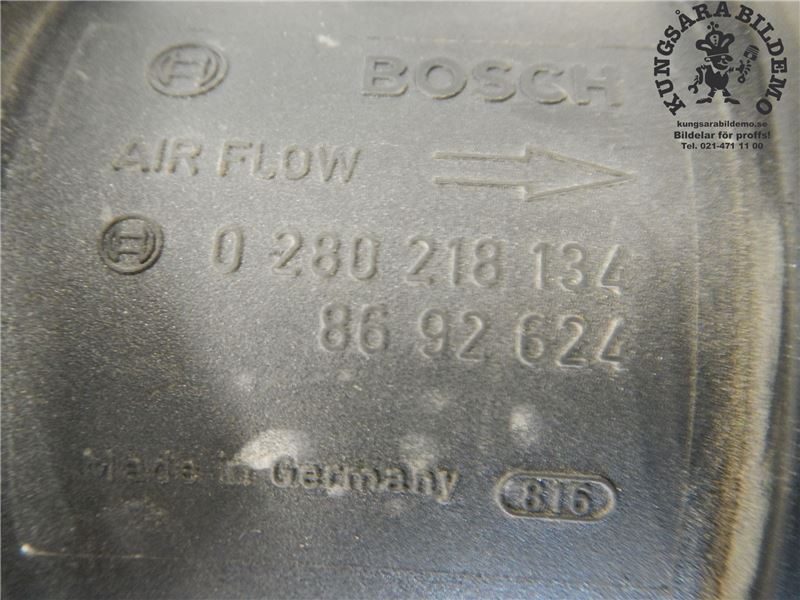 BOSCH
AIR FLOW
0 280 218 134
86 92 624
Made in Germany 816
KUNGSÅRA BILDEMO
kungsarabildemo.se
Bildelar för proffs!
Tel. 021-471 11 00